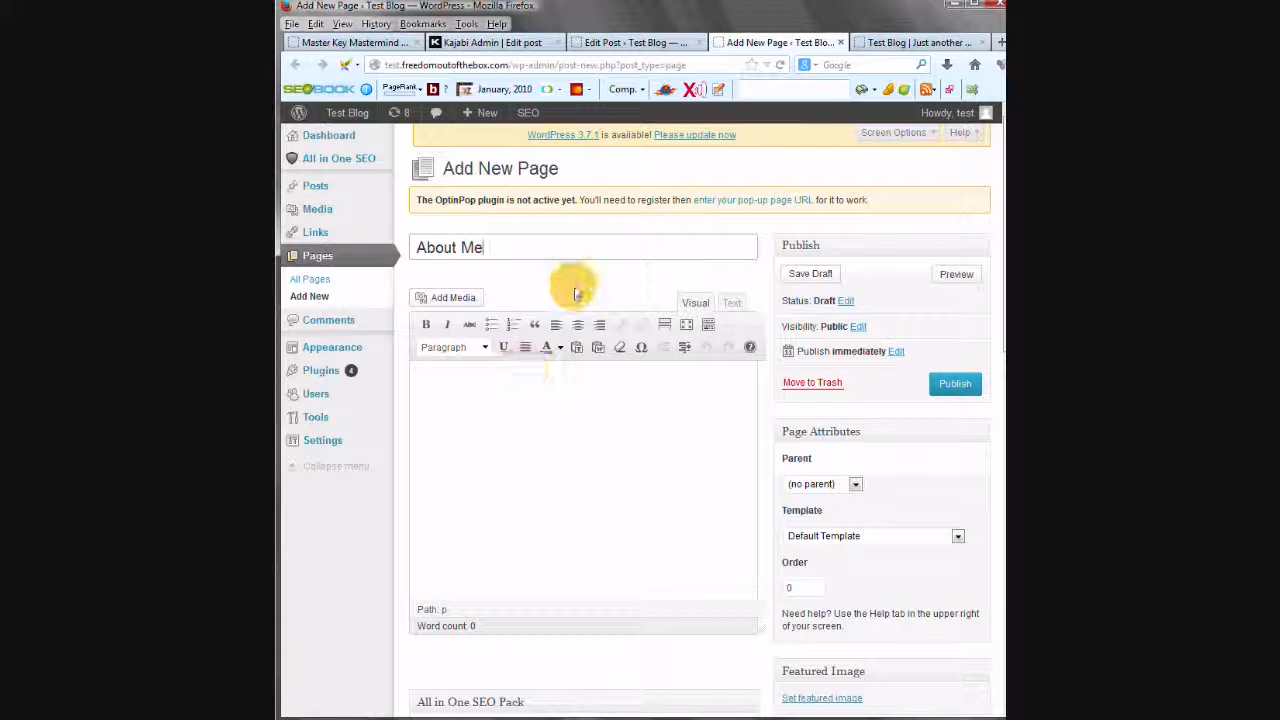 Add New Page ‹ Test Blog — WordPress - Mozilla Firefox
File Edit View History Bookmarks Tools Help
Master Key Mastermind ... Kajabi Admin | Edit post Edit Post ‹ Test Blog — ... Add New Page ‹ Test Blo... Test Blog | Just another ...
test.freedomoutofthebox.com/wp-admin/post-new.php?post_type=page Google
SEOBOOK PageRank b ? January, 2010 Comp.
Test Blog 8 + New SEO Howdy, test
Dashboard
All in One SEO
Posts
Media
Links
Pages
All Pages
Add New
Comments
Appearance
Plugins 4
Users
Tools
Settings
Collapse menu
WordPress 3.7.1 is available! Please update now Screen Options Help
Add New Page
The OptinPop plugin is not active yet. You'll need to register then enter your pop-up page URL for it to work.
About Me
Add Media Visual Text
B I ABC
Paragraph U A Ω
Path: p
Word count: 0
All in One SEO Pack
Publish
Save Draft Preview
Status: Draft Edit
Visibility: Public Edit
Publish immediately Edit
Move to Trash Publish
Page Attributes
Parent
(no parent)
Template
Default Template
Order
0
Need help? Use the Help tab in the upper right
of your screen.
Featured Image
Set featured image